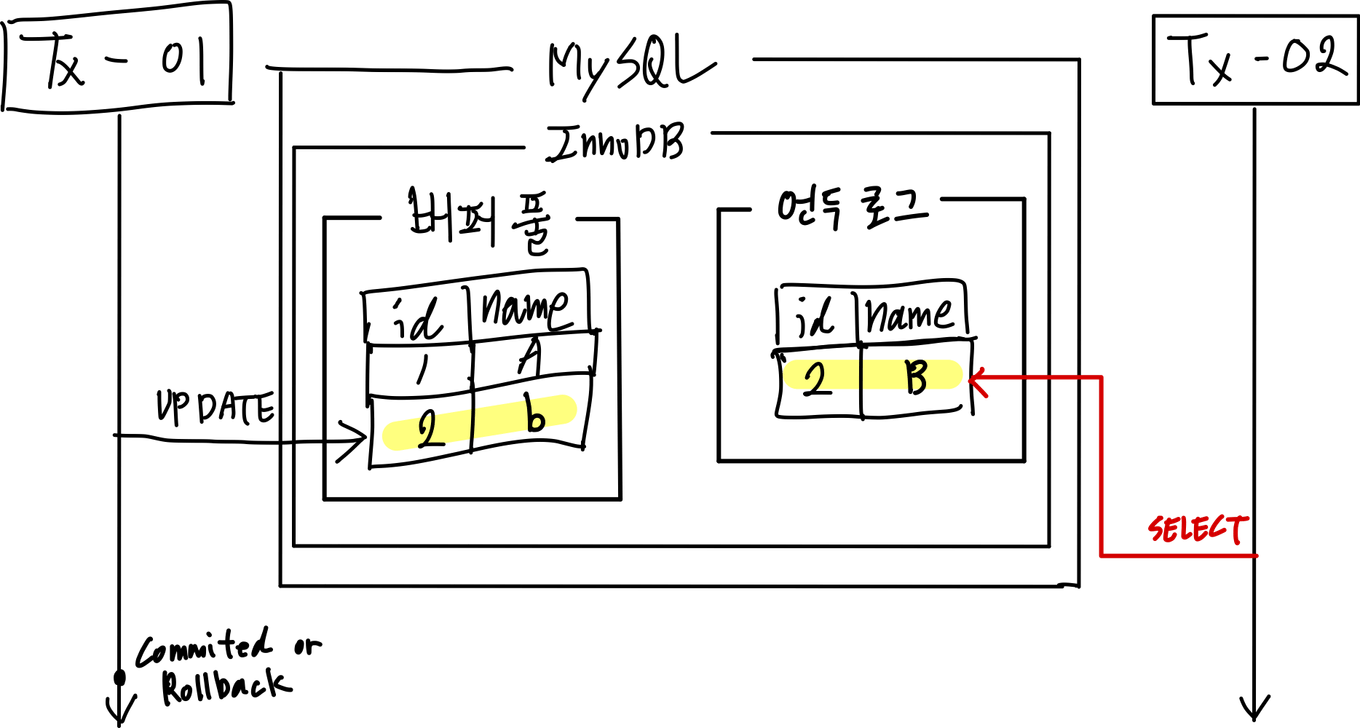 Tx - 01
MySQL
Tx - 02
InnoDB
버퍼 풀
언두 로그
id name
1 A
2 b
id name
2 B
UPDATE
SELECT
Commited or
Rollback